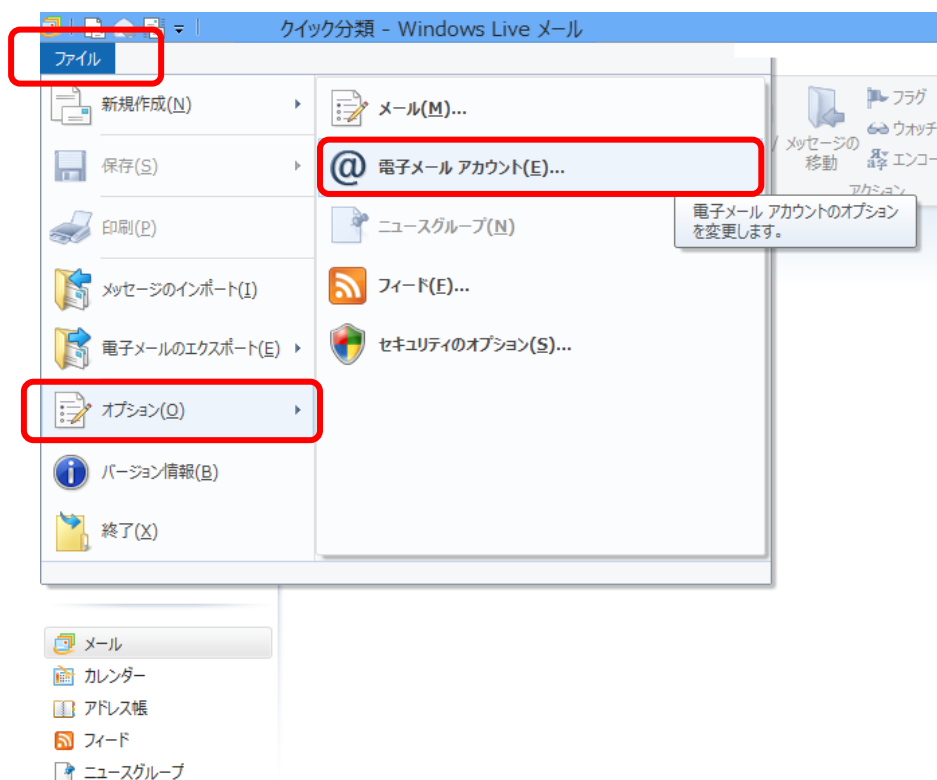 クイック分類 - Windows Live メール
ファイル
新規作成(N)
保存(S)
印刷(P)
メッセージのインポート(I)
電子メールのエクスポート(E)
オプション(O)
バージョン情報(B)
終了(X)
メール(M)...
電子メール アカウント(E)...
ニュースグループ(N)
フィード(F)...
セキュリティのオプション(S)...
電子メール アカウントのオプション
を変更します。
メッセージの
移動
フラグ
ウォッチ
エンコー
アクション
メール
カレンダー
アドレス帳
フィード
ニュースグループ